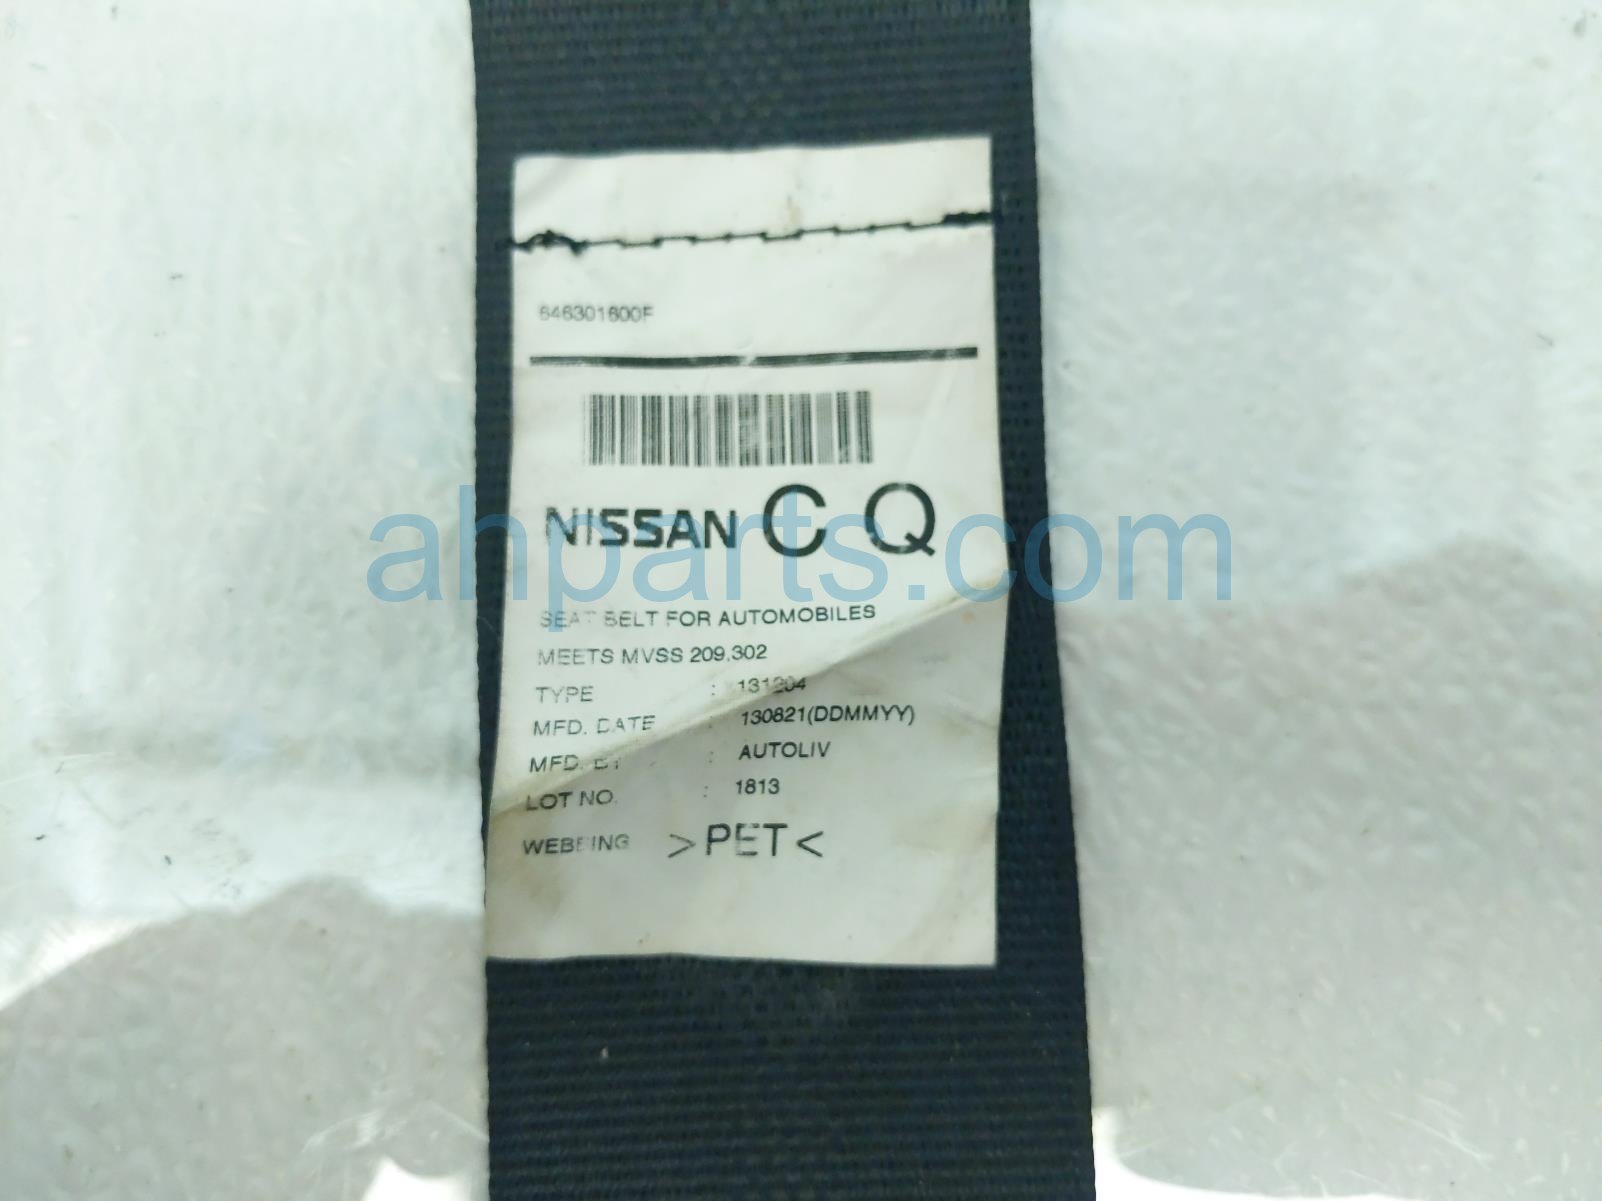 646301600F
NISSAN C Q
SEAT BELT FOR AUTOMOBILES
MEETS MVSS 209,302
TYPE :
MFD. DATE : 130821(DDMMYY)
MFD. BY : AUTOLIV
LOT NO. : 1813
WEBBING >PET<
ahparts.com